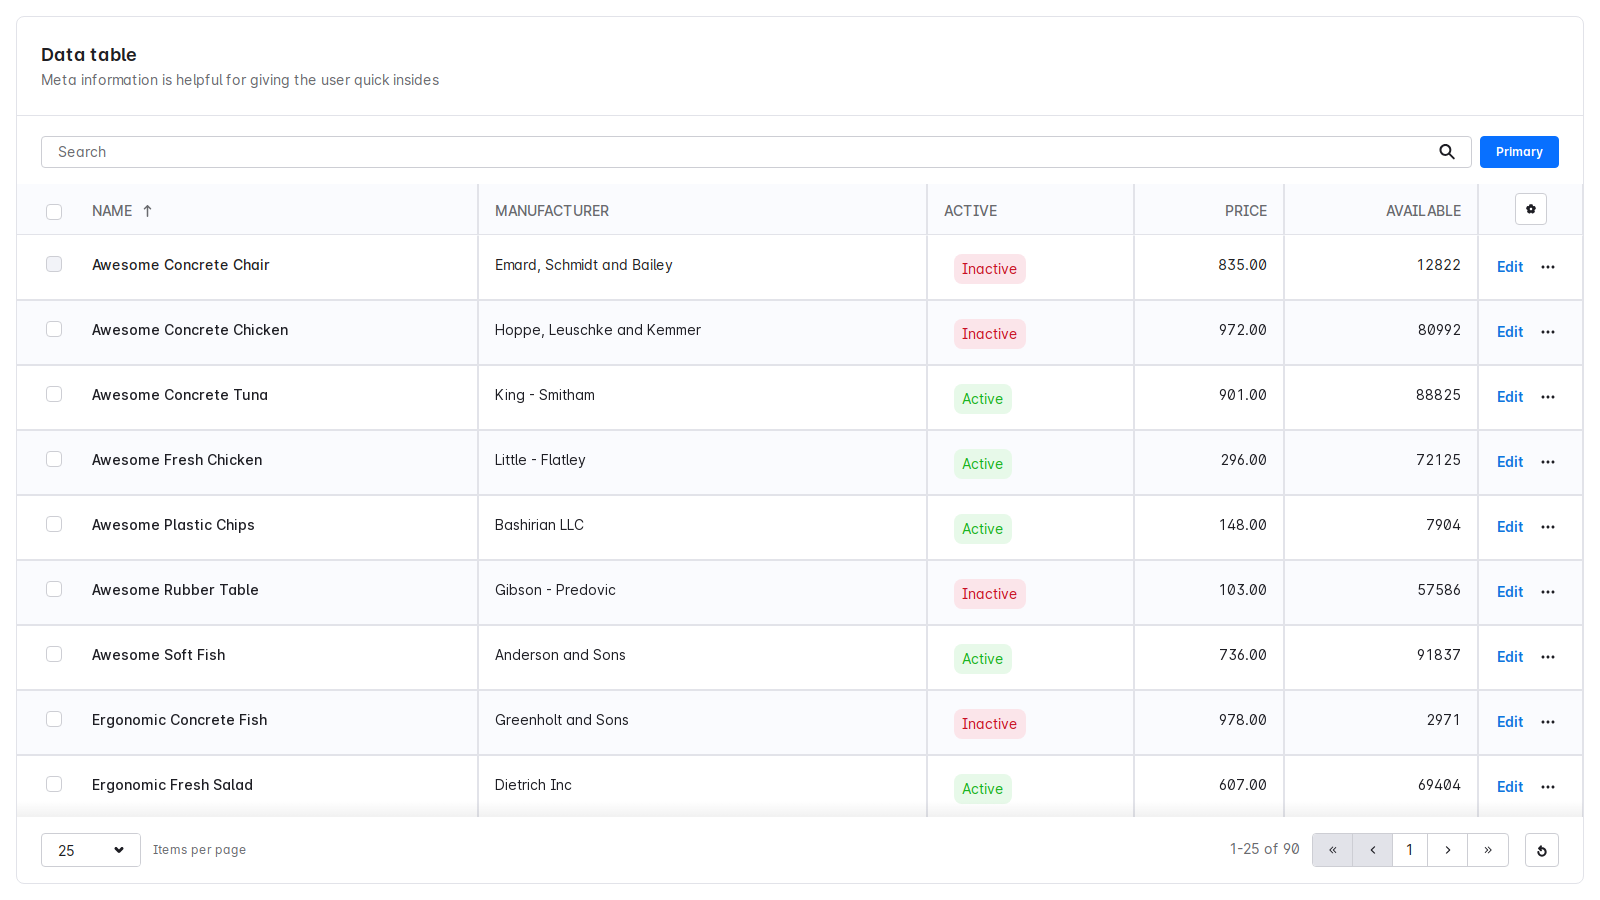 Data table
Meta information is helpful for giving the user quick insides
Search
Primary
NAME MANUFACTURER ACTIVE PRICE AVAILABLE
Awesome Concrete Chair Emard, Schmidt and Bailey Inactive 835.00 12822 Edit
Awesome Concrete Chicken Hoppe, Leuschke and Kemmer Inactive 972.00 80992 Edit
Awesome Concrete Tuna King - Smitham Active 901.00 88825 Edit
Awesome Fresh Chicken Little - Flatley Active 296.00 72125 Edit
Awesome Plastic Chips Bashirian LLC Active 148.00 7904 Edit
Awesome Rubber Table Gibson - Predovic Inactive 103.00 57586 Edit
Awesome Soft Fish Anderson and Sons Active 736.00 91837 Edit
Ergonomic Concrete Fish Greenholt and Sons Inactive 978.00 2971 Edit
Ergonomic Fresh Salad Dietrich Inc Active 607.00 69404 Edit
25 Items per page 1-25 of 90 « ‹ 1 › »